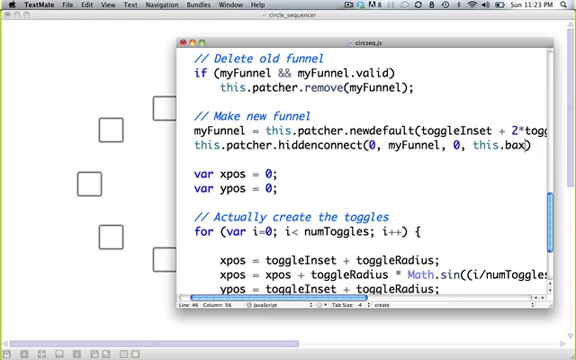 TextMate File Edit View Text Navigation Bundles Window Help
Sun 11:23 PM
circle_sequencer
circseq.js
// Delete old funnel
if (myFunnel && myFunnel.valid)
this.patcher.remove(myFunnel);
// Make new funnel
myFunnel = this.patcher.newdefault(toggleInset + 2*togg
this.patcher.hiddenconnect(0, myFunnel, 0, this.bax)
var xpos = 0;
var ypos = 0;
// Actually create the toggles
for (var i=0; i< numToggles; i++) {
xpos = toggleInset + toggleRadius;
xpos = xpos + toggleRadius * Math.sin((i/numToggles
ypos = toggleInset + toggleRadius;
Line: 46 Column: 56 JavaScript Tab Size: 4 create